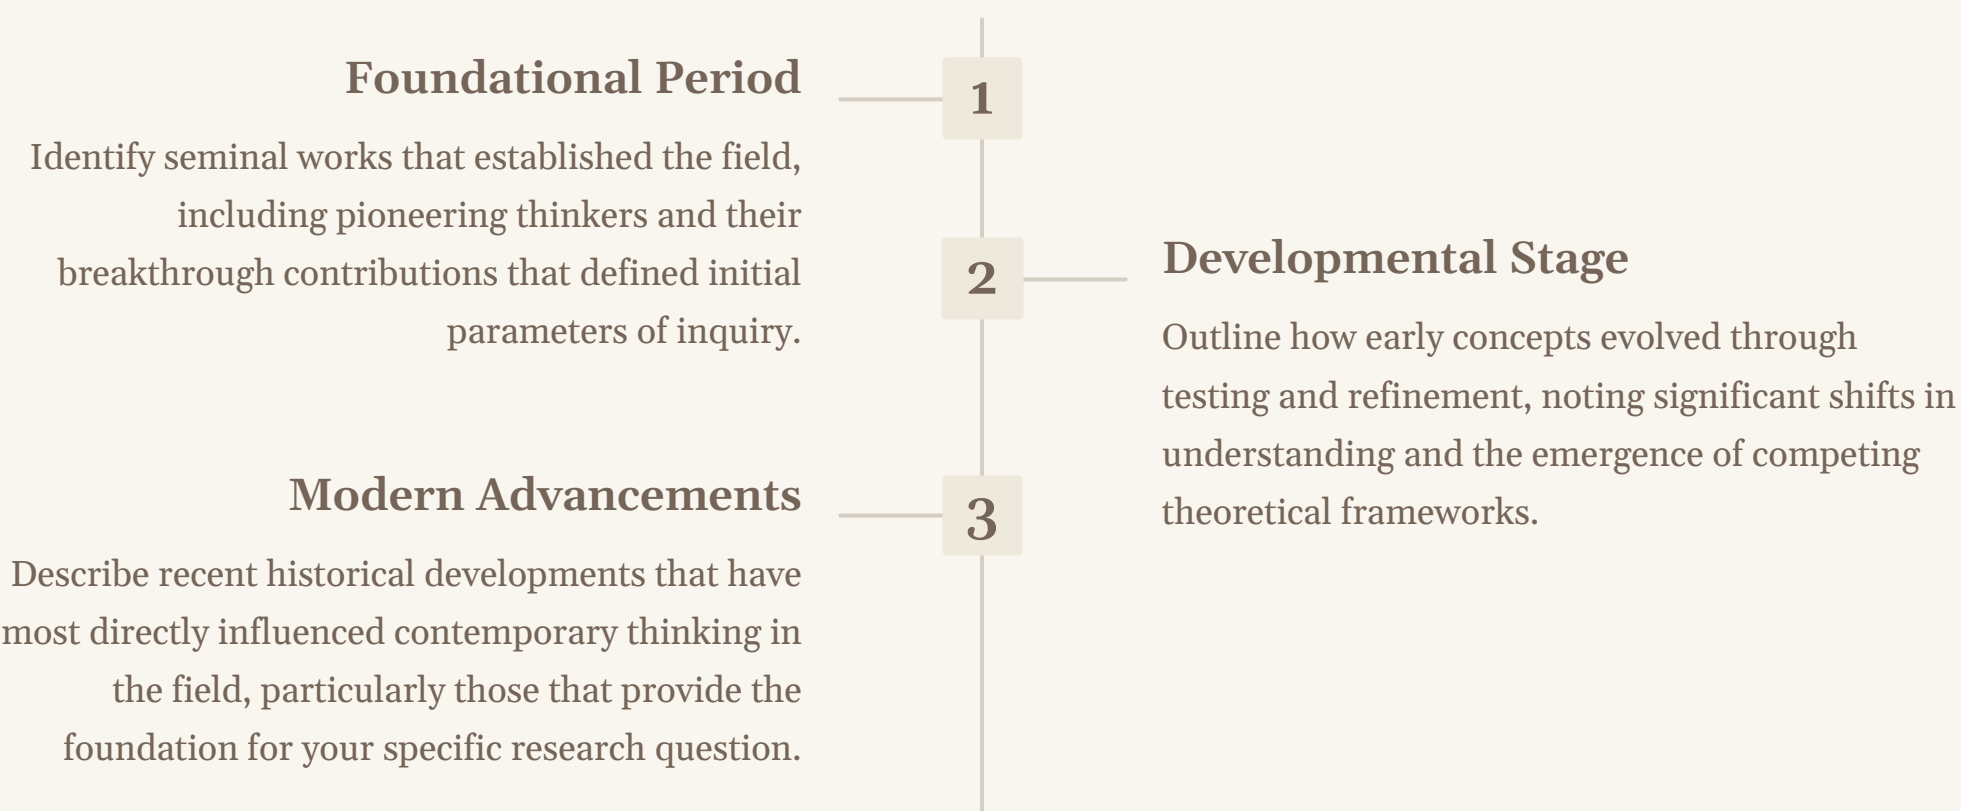 Foundational Period
1
Identify seminal works that established the field,
including pioneering thinkers and their
breakthrough contributions that defined initial
parameters of inquiry.
2
Developmental Stage
Outline how early concepts evolved through
testing and refinement, noting significant shifts in
understanding and the emergence of competing
theoretical frameworks.
Modern Advancements
3
Describe recent historical developments that have
most directly influenced contemporary thinking in
the field, particularly those that provide the
foundation for your specific research question.